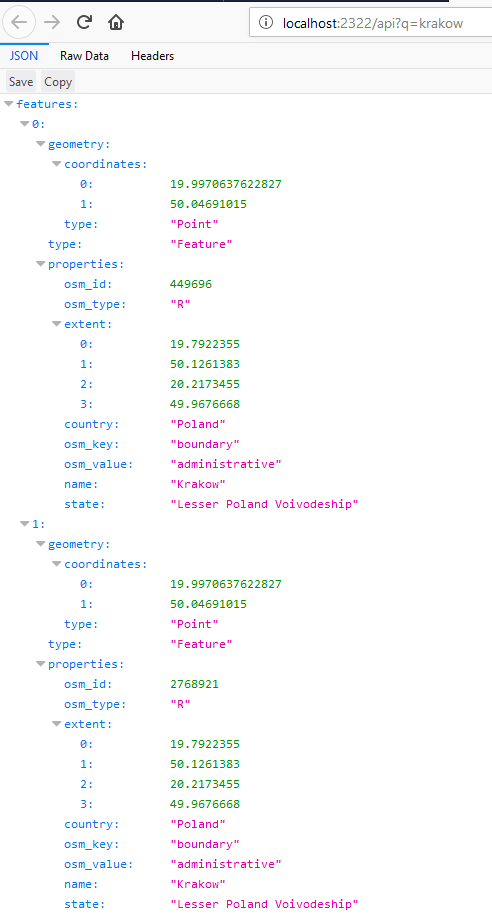 localhost:2322/api?q=krakow
JSON Raw Data Headers
Save Copy
features:
0:
geometry:
coordinates:
0: 19.9970637622827
1: 50.04691015
type: "Point"
type: "Feature"
properties:
osm_id: 449696
osm_type: "R"
extent:
0: 19.7922355
1: 50.1261383
2: 20.2173455
3: 49.9676668
country: "Poland"
osm_key: "boundary"
osm_value: "administrative"
name: "Krakow"
state: "Lesser Poland Voivodeship"
1:
geometry:
coordinates:
0: 19.9970637622827
1: 50.04691015
type: "Point"
type: "Feature"
properties:
osm_id: 2768921
osm_type: "R"
extent:
0: 19.7922355
1: 50.1261383
2: 20.2173455
3: 49.9676668
country: "Poland"
osm_key: "boundary"
osm_value: "administrative"
name: "Krakow"
state: "Lesser Poland Voivodeship"